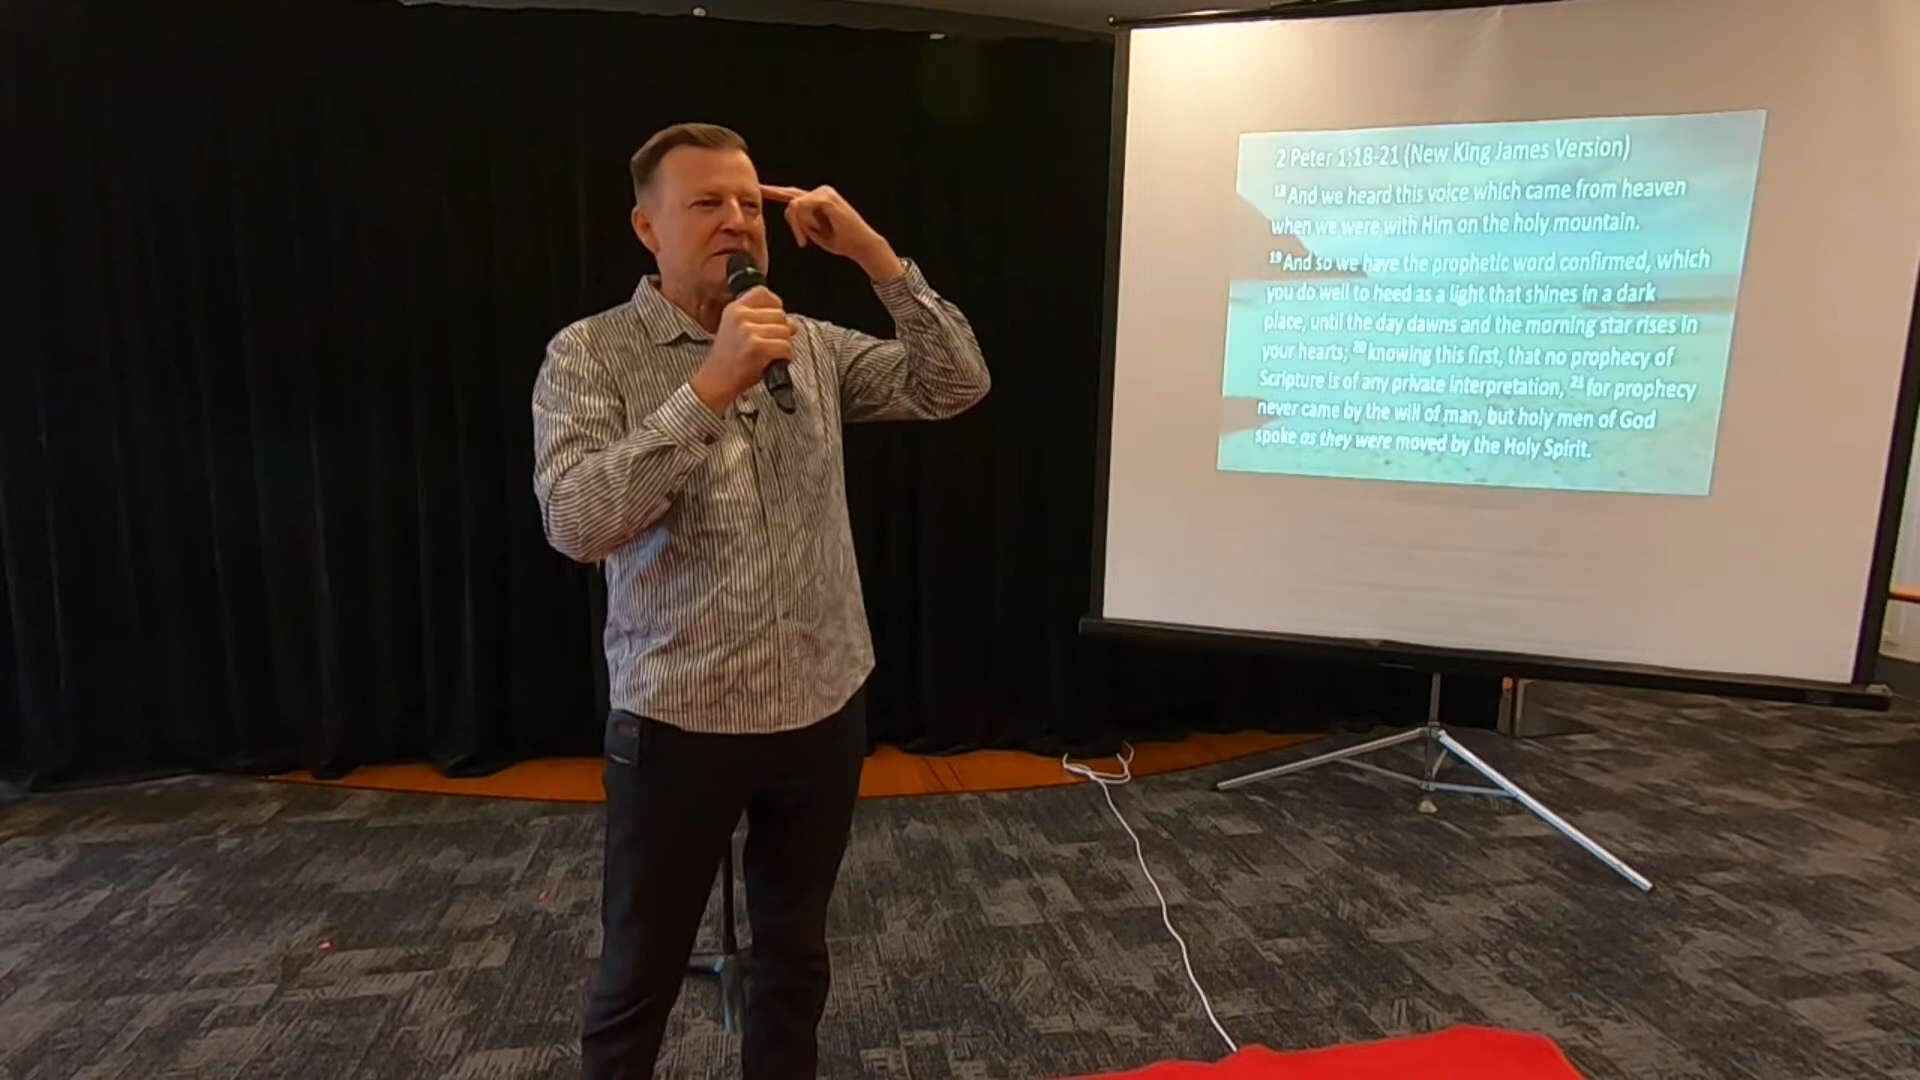 2 Peter 1:18-21 (New King James Version)
18 And we heard this voice which came from heaven
when we were with Him on the holy mountain.
19 And so we have the prophetic word confirmed, which
you do well to heed as a light that shines in a dark
place, until the day dawns and the morning star rises in
your hearts; 20 knowing this first, that no prophecy of
Scripture is of any private interpretation, 21 for prophecy
never came by the will of man, but holy men of God
spoke as they were moved by the Holy Spirit.